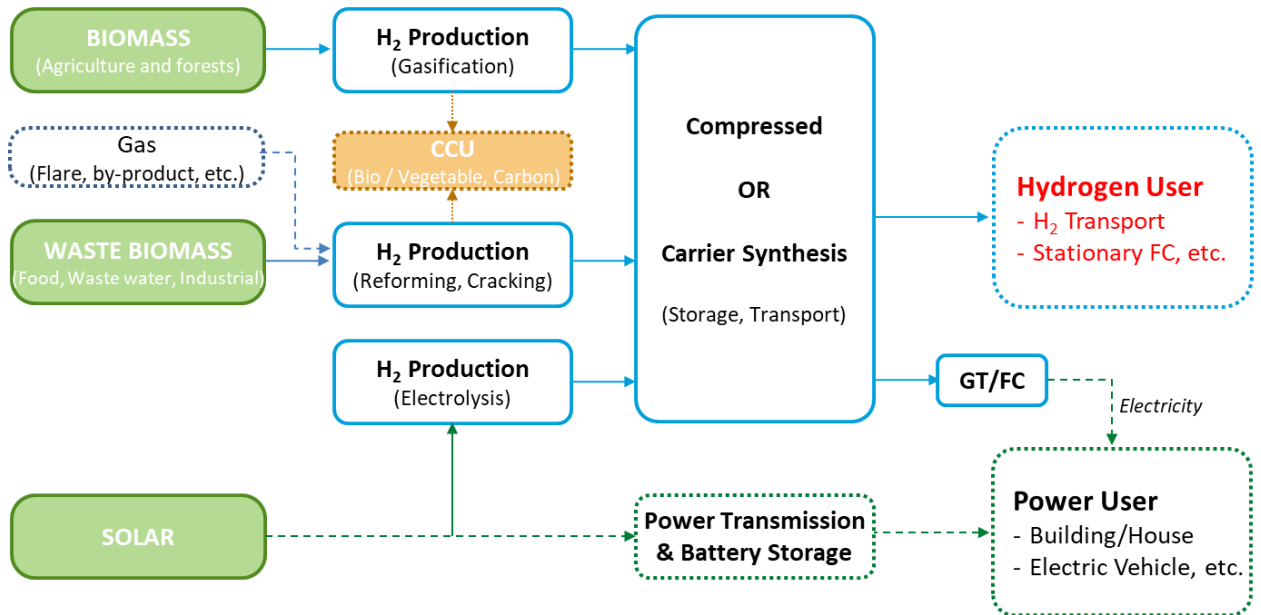 BIOMASS
(Agriculture and forests)
H₂ Production
(Gasification)
Gas
(Flare, by-product, etc.)
CCU
(Bio / Vegetable, Carbon)
WASTE BIOMASS
(Food, Waste water, Industrial)
H₂ Production
(Reforming, Cracking)
H₂ Production
(Electrolysis)
Compressed
OR
Carrier Synthesis
(Storage, Transport)
Hydrogen User
- H₂ Transport
- Stationary FC, etc.
GT/FC
Electricity
SOLAR
Power Transmission
& Battery Storage
Power User
- Building/House
- Electric Vehicle, etc.